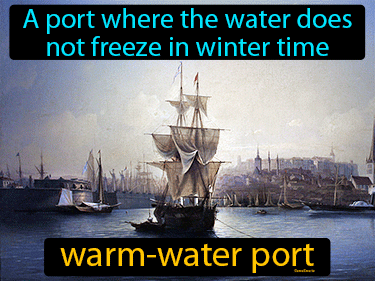 A port where the water does
not freeze in winter time
warm-water port